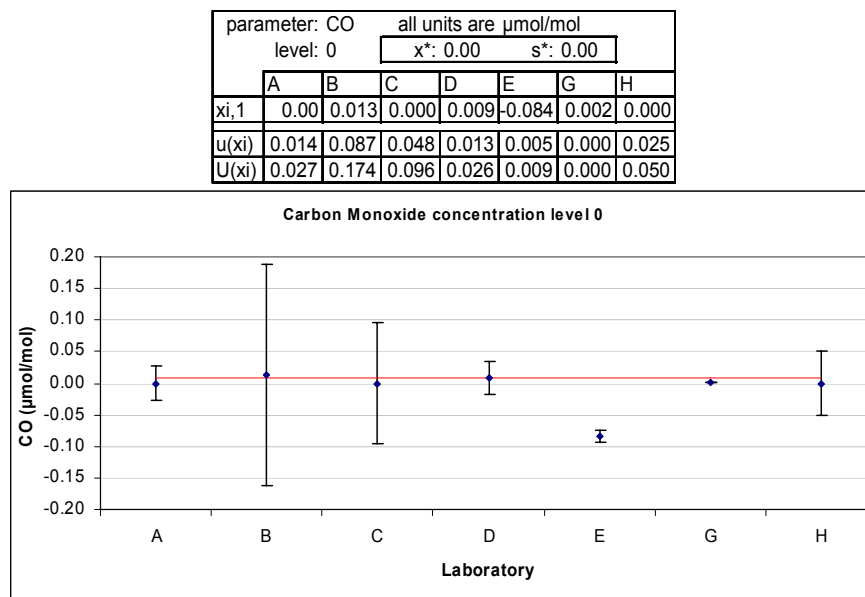 parameter: CO all units are µmol/mol
level: 0 x*: 0.00 s*: 0.00
A B C D E G H
xi,1 0.00 0.013 0.000 0.009 -0.084 0.002 0.000
u(xi) 0.014 0.087 0.048 0.013 0.005 0.000 0.025
U(xi) 0.027 0.174 0.096 0.026 0.009 0.000 0.050
Carbon Monoxide concentration level 0
CO (µmol/mol)
0.20
0.15
0.10
0.05
0.00
-0.05
-0.10
-0.15
-0.20
A B C D E G H
Laboratory